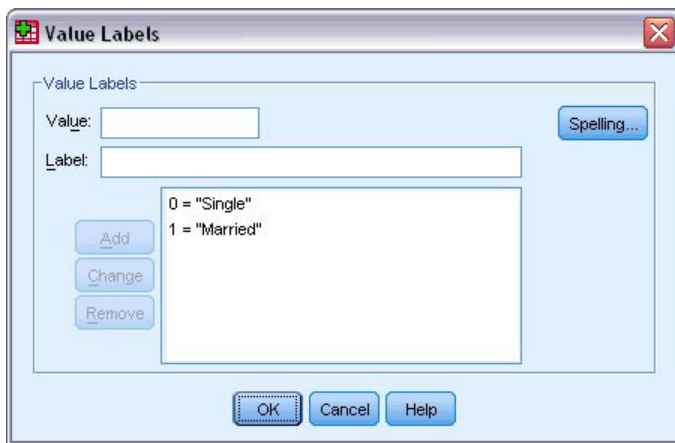 Value Labels
Value Labels
Value:
Spelling...
Label:
0 = "Single"
1 = "Married"
Add
Change
Remove
OK Cancel Help